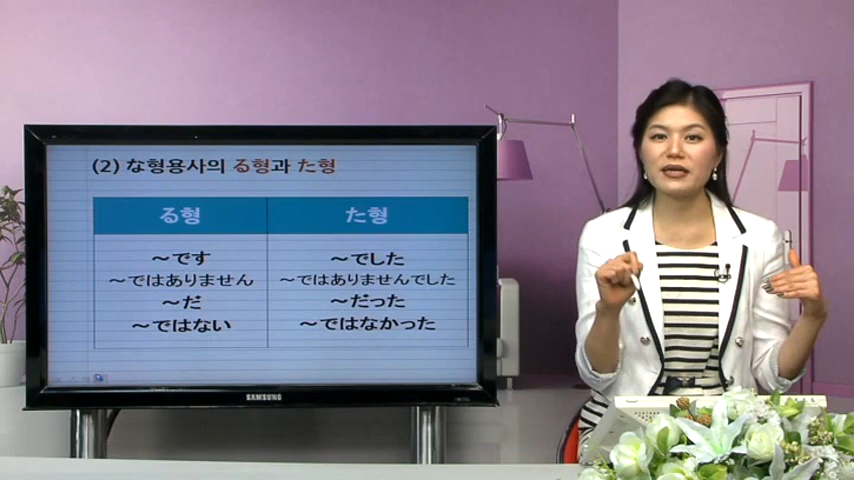 (2) な형용사의 る형과 た형
る형 た형
～です ～でした
～ではありません ～ではありませんでした
～だ ～だった
～ではない ～ではなかった
SAMSUNG